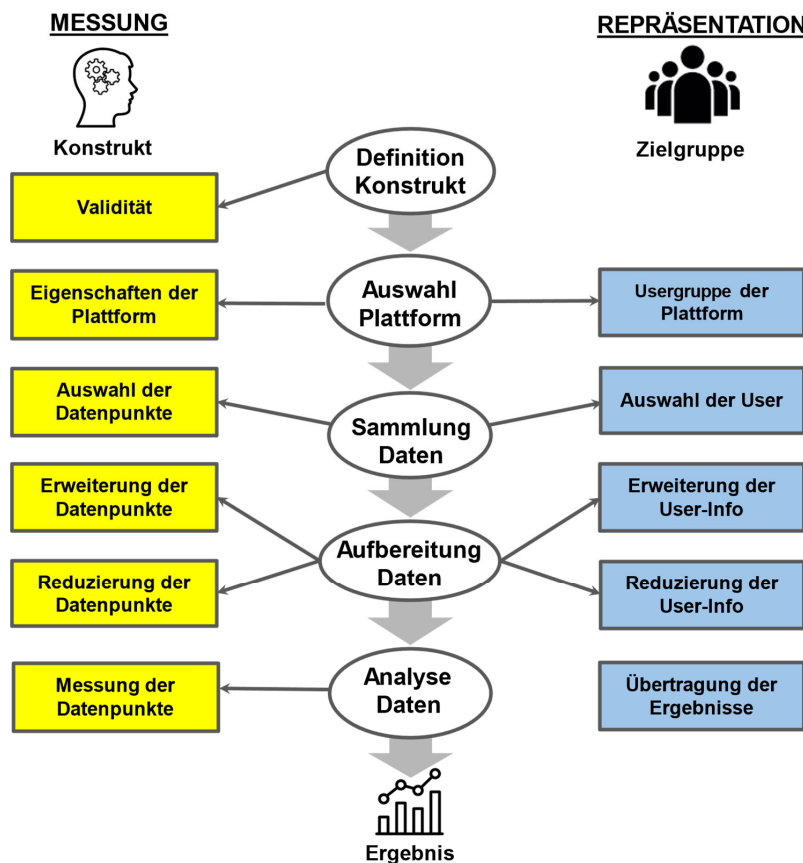 MESSUNG
REPRÄSENTATION
Konstrukt
Zielgruppe
Definition
Konstrukt
Validität
Auswahl
Plattform
Eigenschaften der
Plattform
Usergruppe der
Plattform
Sammlung
Daten
Auswahl der
Datenpunkte
Auswahl der User
Aufbereitung
Daten
Erweiterung der
Datenpunkte
Erweiterung der
User-Info
Reduzierung der
Datenpunkte
Reduzierung der
User-Info
Analyse
Daten
Messung der
Datenpunkte
Übertragung der
Ergebnisse
Ergebnis